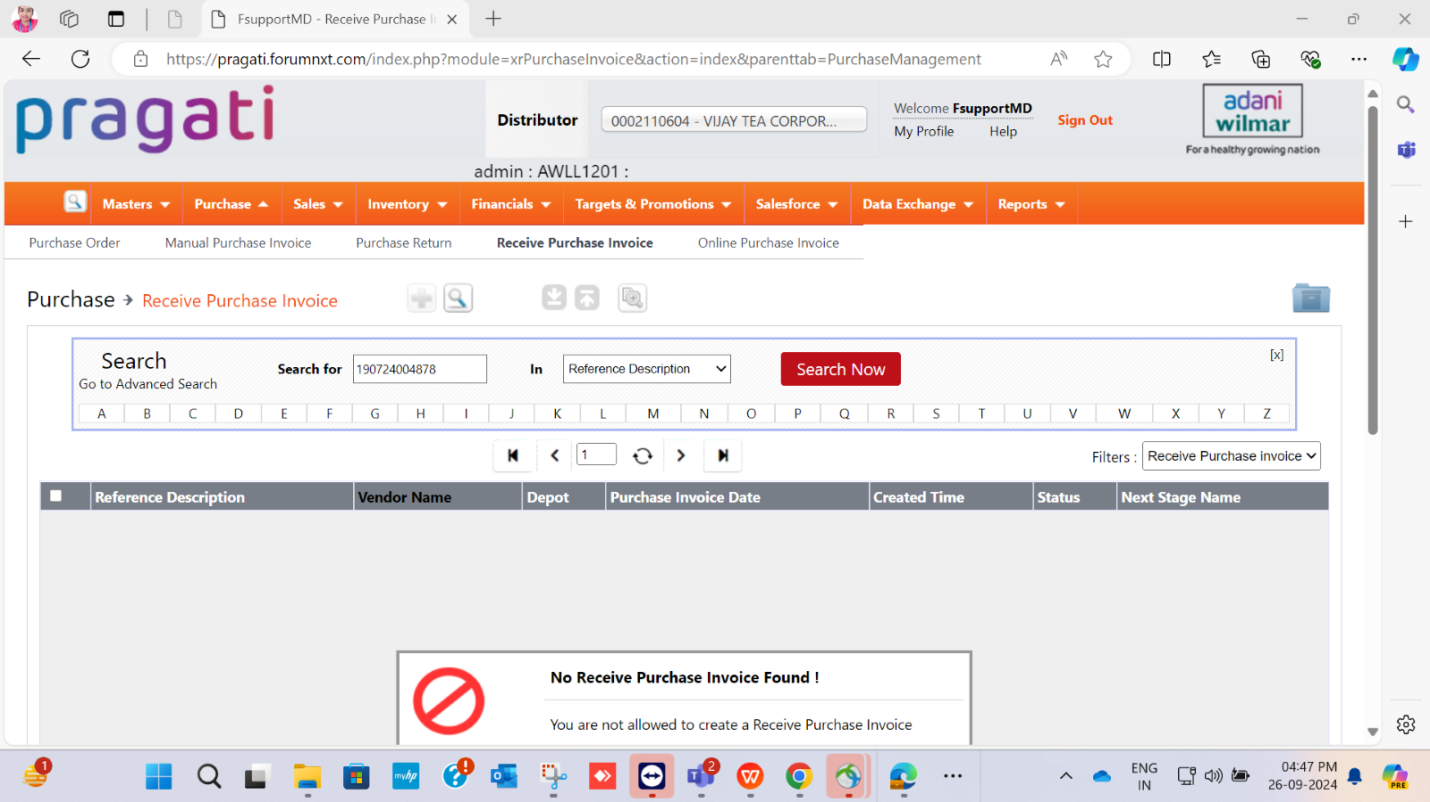 FsupportMD - Receive Purchase In
https://pragati.forumnxt.com/index.php?module=xrPurchaseInvoice&action=index&parenttab=PurchaseManagement
pragati
Distributor
0002110604 - VIJAY TEA CORPOR...
Welcome FsupportMD
My Profile Help
Sign Out
adani
wilmar
For a healthy growing nation
admin : AWLL1201 :
Masters Purchase Sales Inventory Financials Targets & Promotions Salesforce Data Exchange Reports
Purchase Order Manual Purchase Invoice Purchase Return Receive Purchase Invoice Online Purchase Invoice
Purchase Receive Purchase Invoice
Search
Go to Advanced Search
Search for 190724004878 In Reference Description Search Now [x]
A B C D E F G H I J K L M N O P Q R S T U V W X Y Z
1
Filters : Receive Purchase invoice
Reference Description Vendor Name Depot Purchase Invoice Date Created Time Status Next Stage Name
No Receive Purchase Invoice Found !
You are not allowed to create a Receive Purchase Invoice
1
myhp
2
ENG
IN
04:47 PM
26-09-2024
PRE